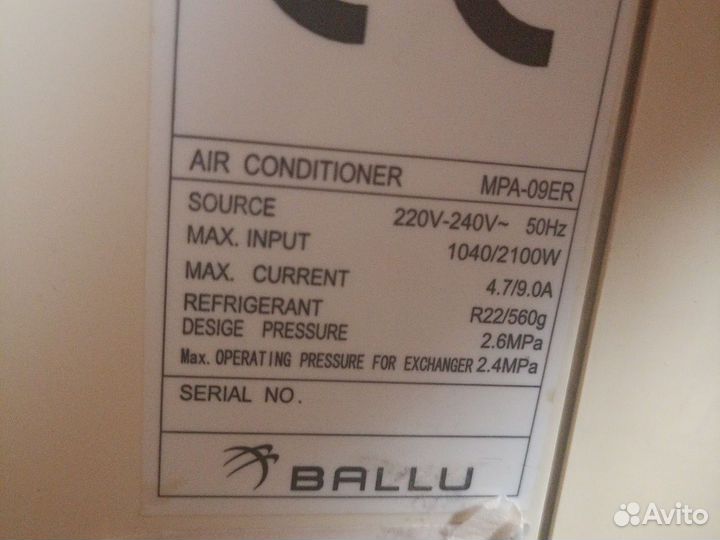 AIR CONDITIONER MPA-09ER
SOURCE 220V-240V~ 50Hz
MAX. INPUT 1040/2100W
MAX. CURRENT 4.7/9.0A
REFRIGERANT R22/560g
DESIGE PRESSURE 2.6MPa
Max. OPERATING PRESSURE FOR EXCHANGER 2.4MPa
SERIAL NO.
BALLU
Avito